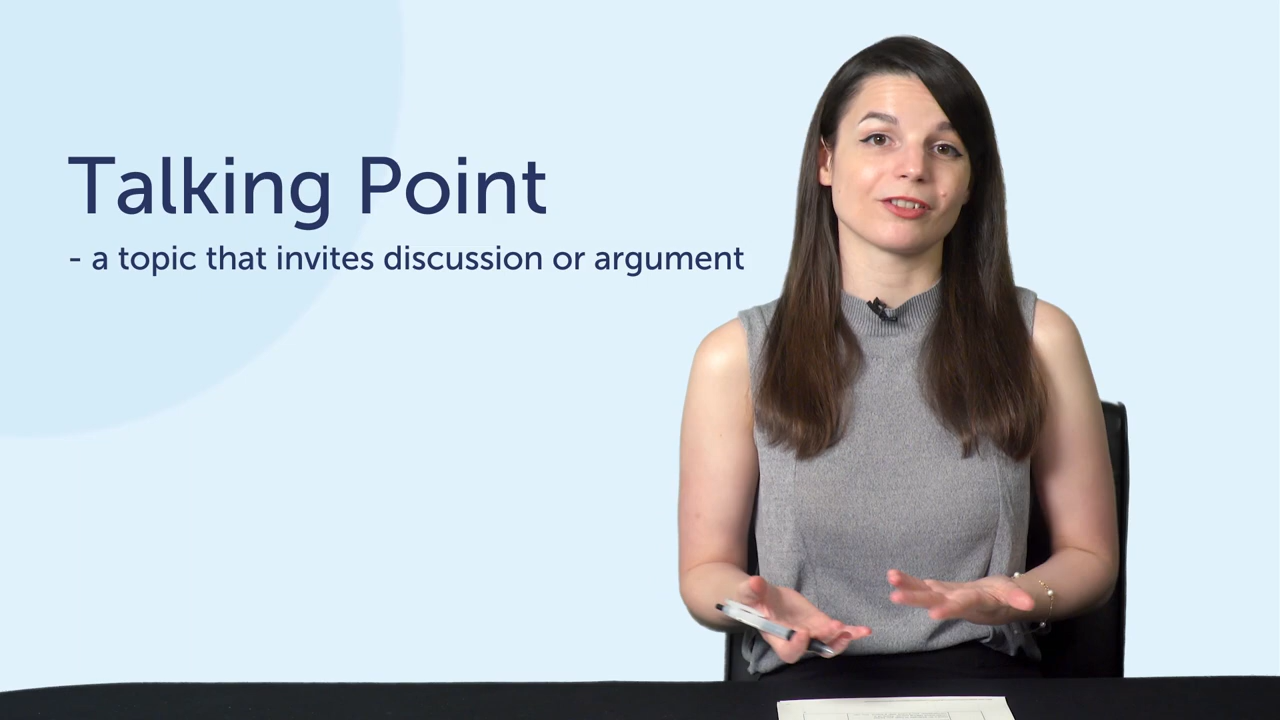 Talking Point
- a topic that invites discussion or argument